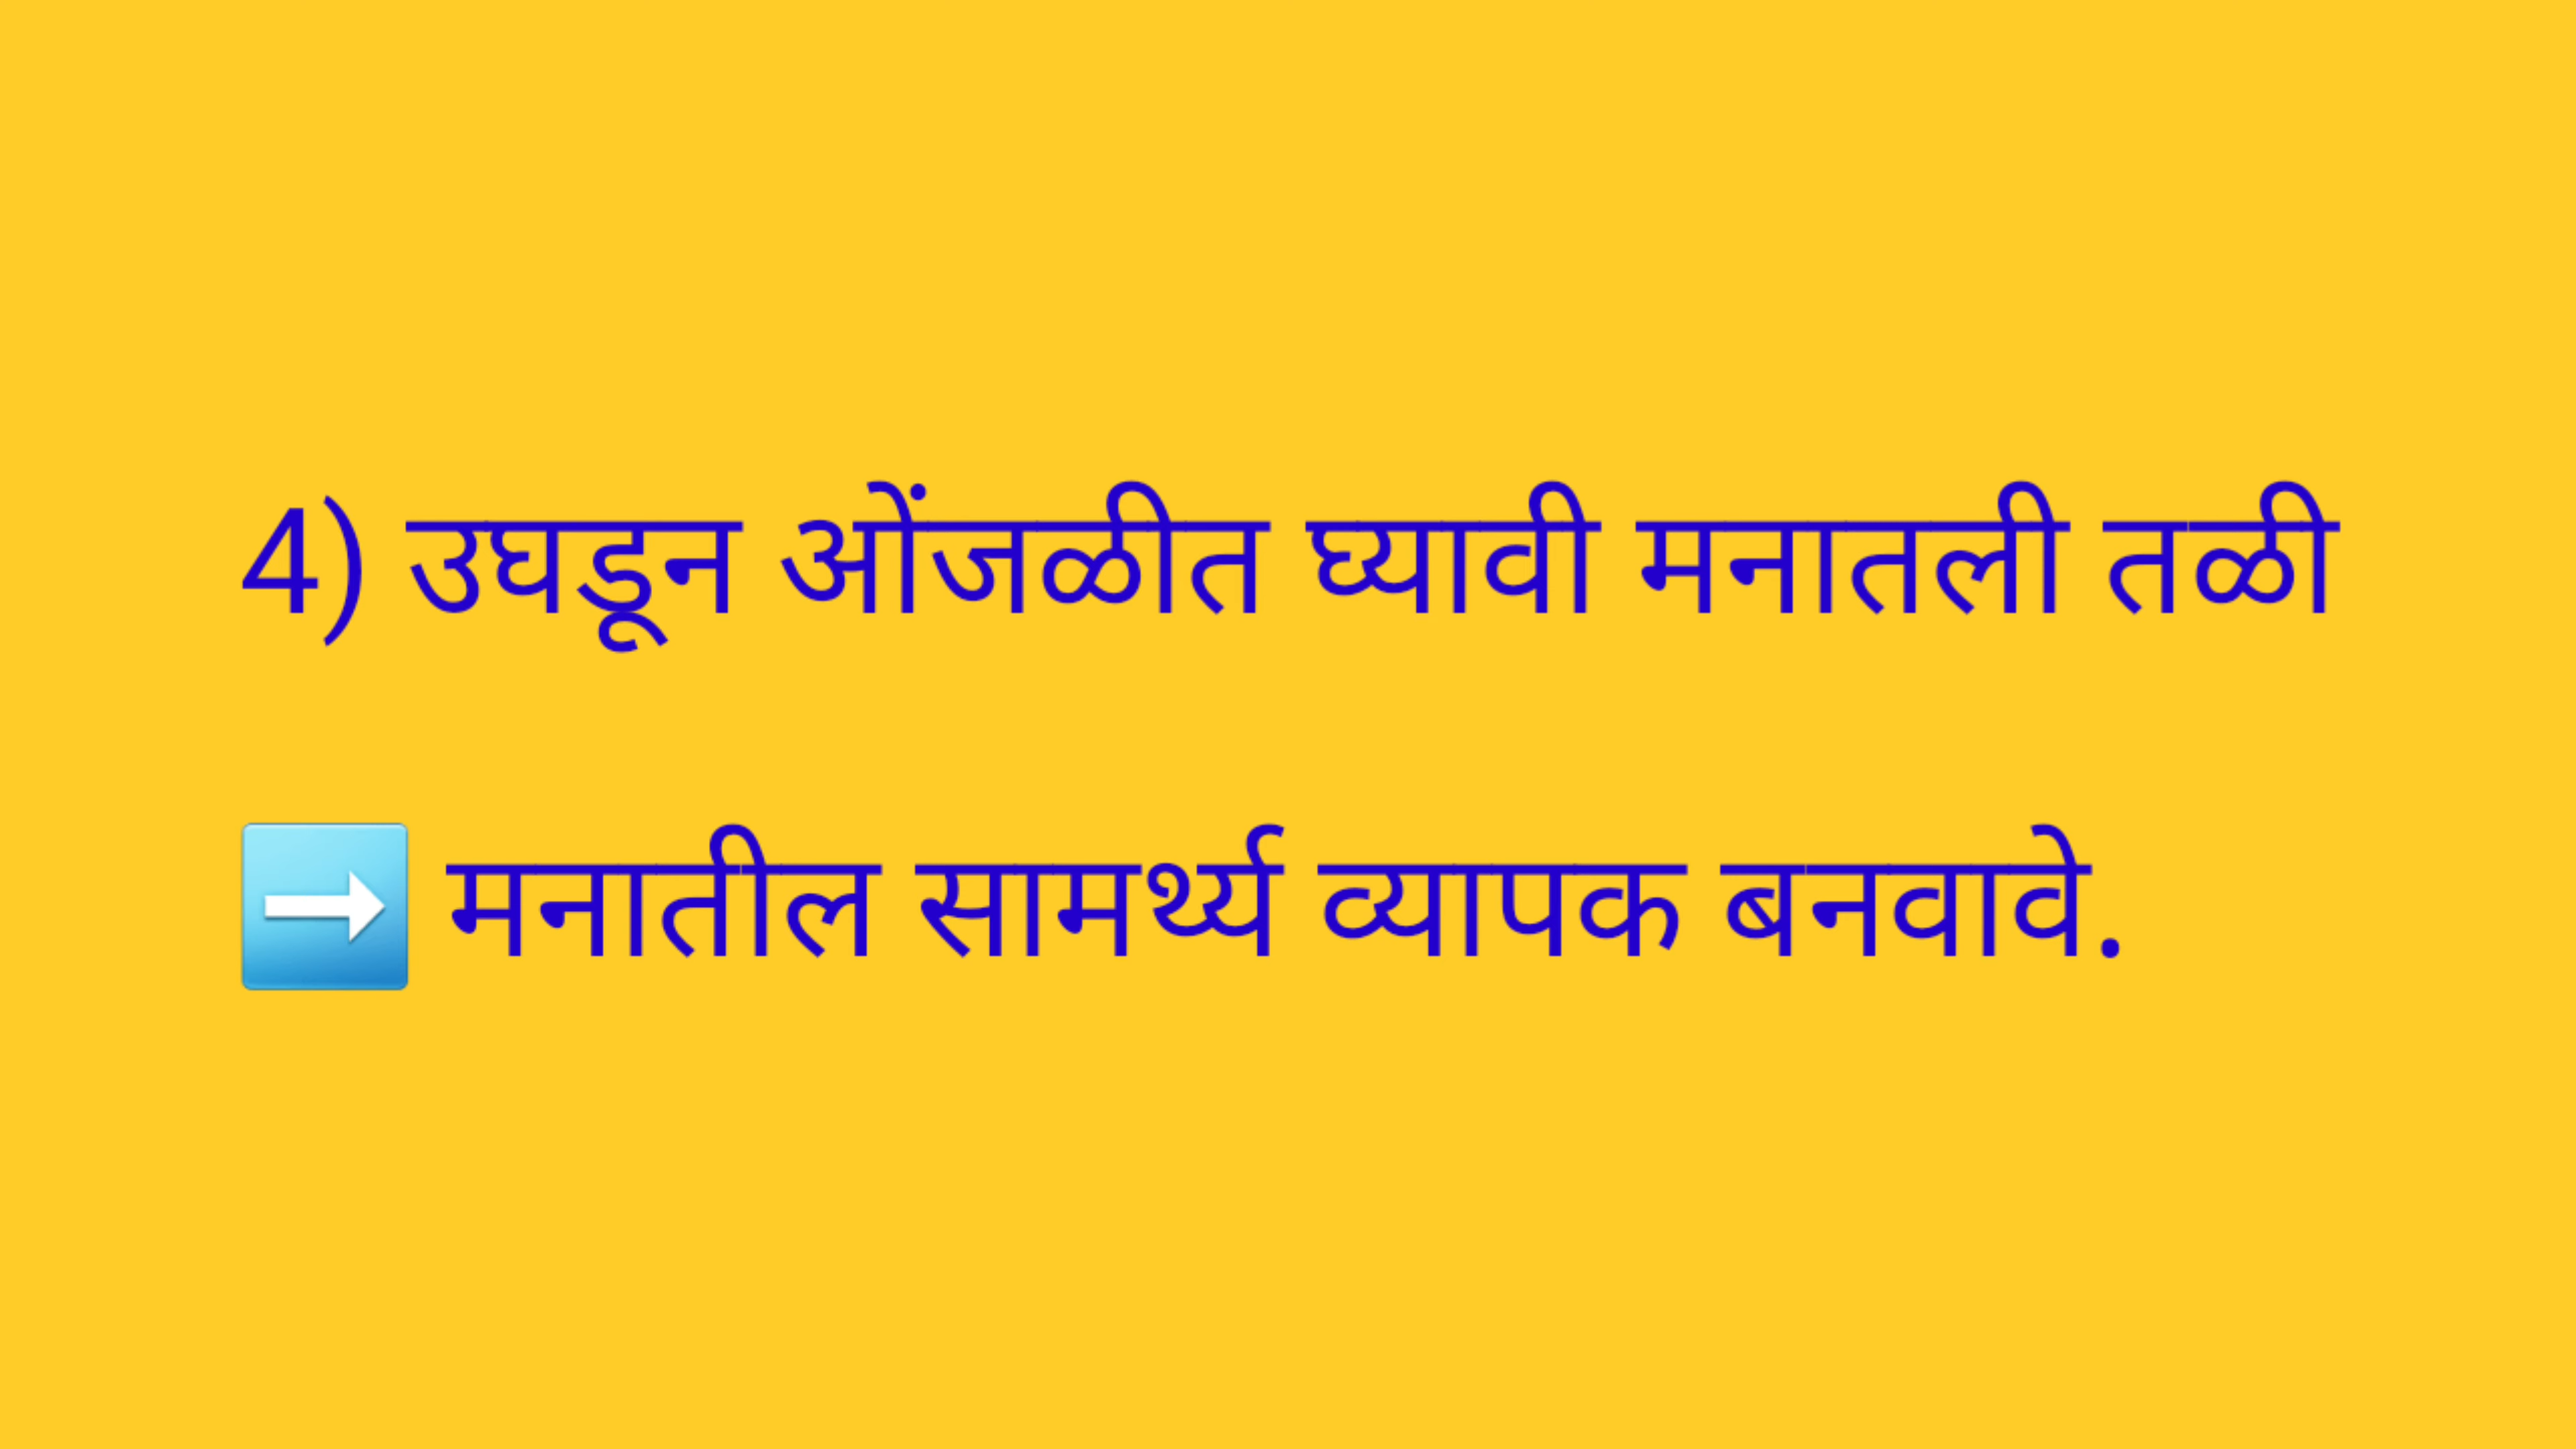 4) उघडून ओंजळीत घ्यावी मनातली तळी
➡️ मनातील सामर्थ्य व्यापक बनवावे.